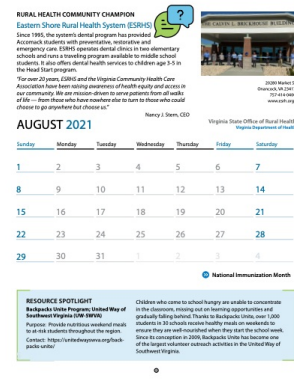 RURAL HEALTH COMMUNITY CHAMPION
Eastern Shore Rural Health System (ESRHS)
Since 1995, the system's dental program has provided
Accomack students with preventative, restorative and
emergency care. ESRHS operates dental clinics in two elementary
schools and runs a traveling program available to middle school
students. It also offers dental health services to children age 3-5 in
the Head Start program.
"For over 20 years, ESRHS and the Virginia Community Health Care
Association have been raising awareness of health equity and access in
our community. We are mission-driven to serve patients from all walks
of life — from those who have nowhere else to turn to those who could
choose to go anywhere but choose us."
Nancy J. Stern, CEO
?
20280 Market S
Onancock, VA 2341
757-414-040
www.esrh.org
AUGUST 2021
Virginia State Office of Rural Health
Virginia Department of Health
Sunday Monday Tuesday Wednesday Thursday Friday Saturday
1 2 3 4 5 6 7
8 9 10 11 12 13 14
15 16 17 18 19 20 21
22 23 24 25 26 27 28
29 30 31 1 2 3 4
National Immunization Month
RESOURCE SPOTLIGHT
Backpacks Unite Program; United Way of
Southwest Virginia (UW-SWVA)
Purpose: Provide nutritious weekend meals
to at-risk students throughout the region.
Contact: https://unitedwayswva.org/back-
packs-unite/
Children who come to school hungry are unable to concentrate
in the classroom, missing out on learning opportunities and
gradually falling behind. Thanks to Backpacks Unite, over 1,000
students in 30 schools receive healthy meals on weekends to
ensure they are well-nourished when they start the school week.
Since its conception in 2009, Backpacks Unite has become one
of the largest volunteer outreach activities in the United Way of
Southwest Virginia.